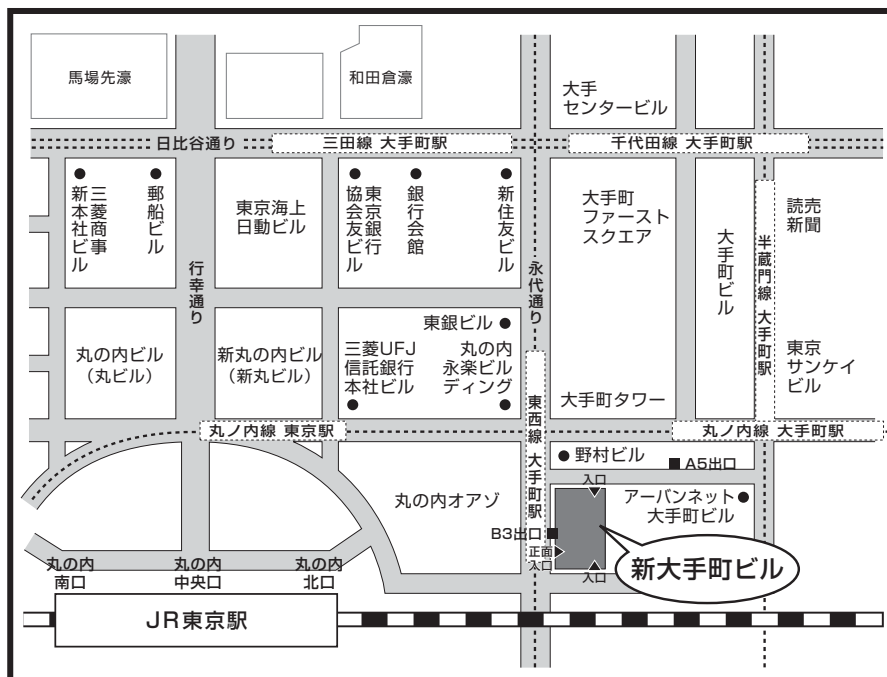 馬場先濠
和田倉濠
大手
センタービル
日比谷通り
三田線 大手町駅
千代田線 大手町駅
三菱商事
新本社ビル
郵船ビル
東京海上
日動ビル
東京銀行
協会友ビル
銀行会館
新住友ビル
大手町
ファースト
スクエア
大手町ビル
半蔵門線 大手町駅
読売
新聞
行幸通り
永代通り
東銀ビル
丸の内ビル
（丸ビル）
新丸の内ビル
（新丸ビル）
三菱UFJ
信託銀行
本社ビル
丸の内
永楽ビル
ディング
東京
サンケイ
ビル
大手町タワー
丸ノ内線 東京駅
東西線 大手町駅
丸ノ内線 大手町駅
野村ビル
A5出口
入口
丸の内オアゾ
アーバンネット
大手町ビル
B3出口
正面
入口
入口
新大手町ビル
丸の内
南口
丸の内
中央口
丸の内
北口
JR東京駅